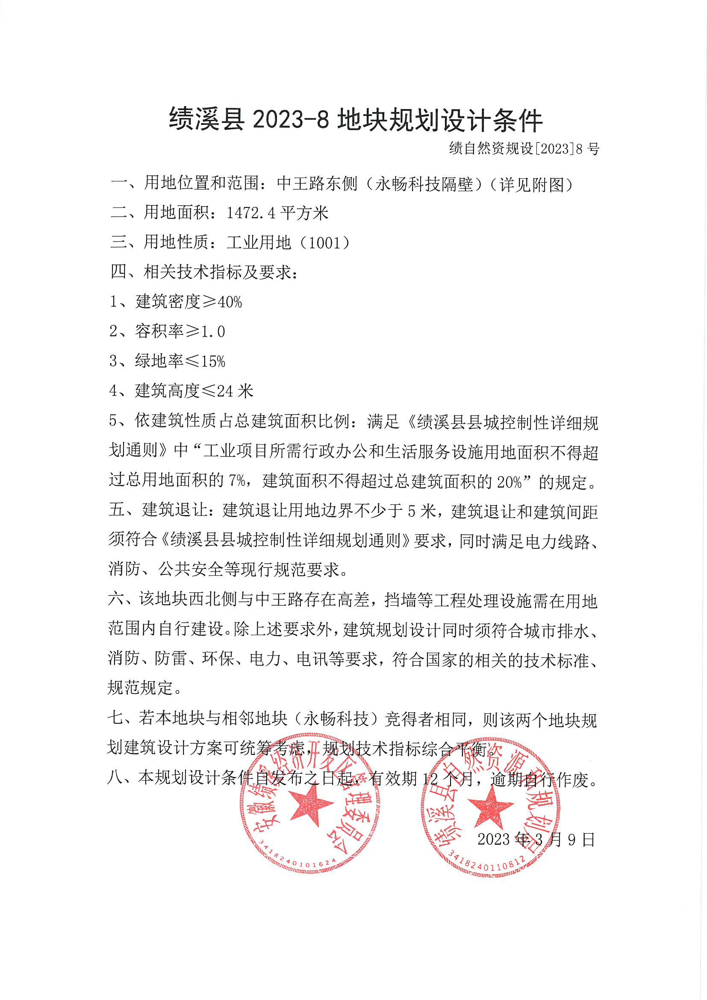 绩溪县 2023-8 地块规划设计条件
绩自然资规设[2023]8 号
一、用地位置和范围：中王路东侧（永畅科技隔壁）（详见附图）
二、用地面积：1472.4 平方米
三、用地性质：工业用地（1001）
四、相关技术指标及要求：
1、建筑密度≥40%
2、容积率≥1.0
3、绿地率≤15%
4、建筑高度≤24 米
5、依建筑性质占总建筑面积比例：满足《绩溪县县城控制性详细规
划通则》中“工业项目所需行政办公和生活服务设施用地面积不得超
过总用地面积的 7%，建筑面积不得超过总建筑面积的 20%”的规定。
五、建筑退让：建筑退让用地边界不少于 5 米，建筑退让和建筑间距
须符合《绩溪县县城控制性详细规划通则》要求，同时满足电力线路、
消防、公共安全等现行规范要求。
六、该地块西北侧与中王路存在高差，挡墙等工程处理设施需在用地
范围内自行建设。除上述要求外，建筑规划设计同时须符合城市排水、
消防、防雷、环保、电力、电讯等要求，符合国家的相关的技术标准、
规范规定。
七、若本地块与相邻地块（永畅科技）竞得者相同，则该两个地块规
划建筑设计方案可统筹考虑，规划技术指标综合平衡。
八、本规划设计条件自发布之日起，有效期 12 个月，逾期自行作废。
安徽绩溪经济开发区管理委员会
3418240101624
绩溪县自然资源和规划局
3418240110812
2023 年 3 月 9 日